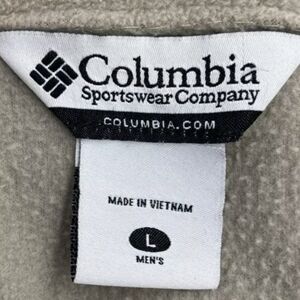 Columbia
Sportswear Company
COLUMBIA.COM
MADE IN VIETNAM
L
MEN'S